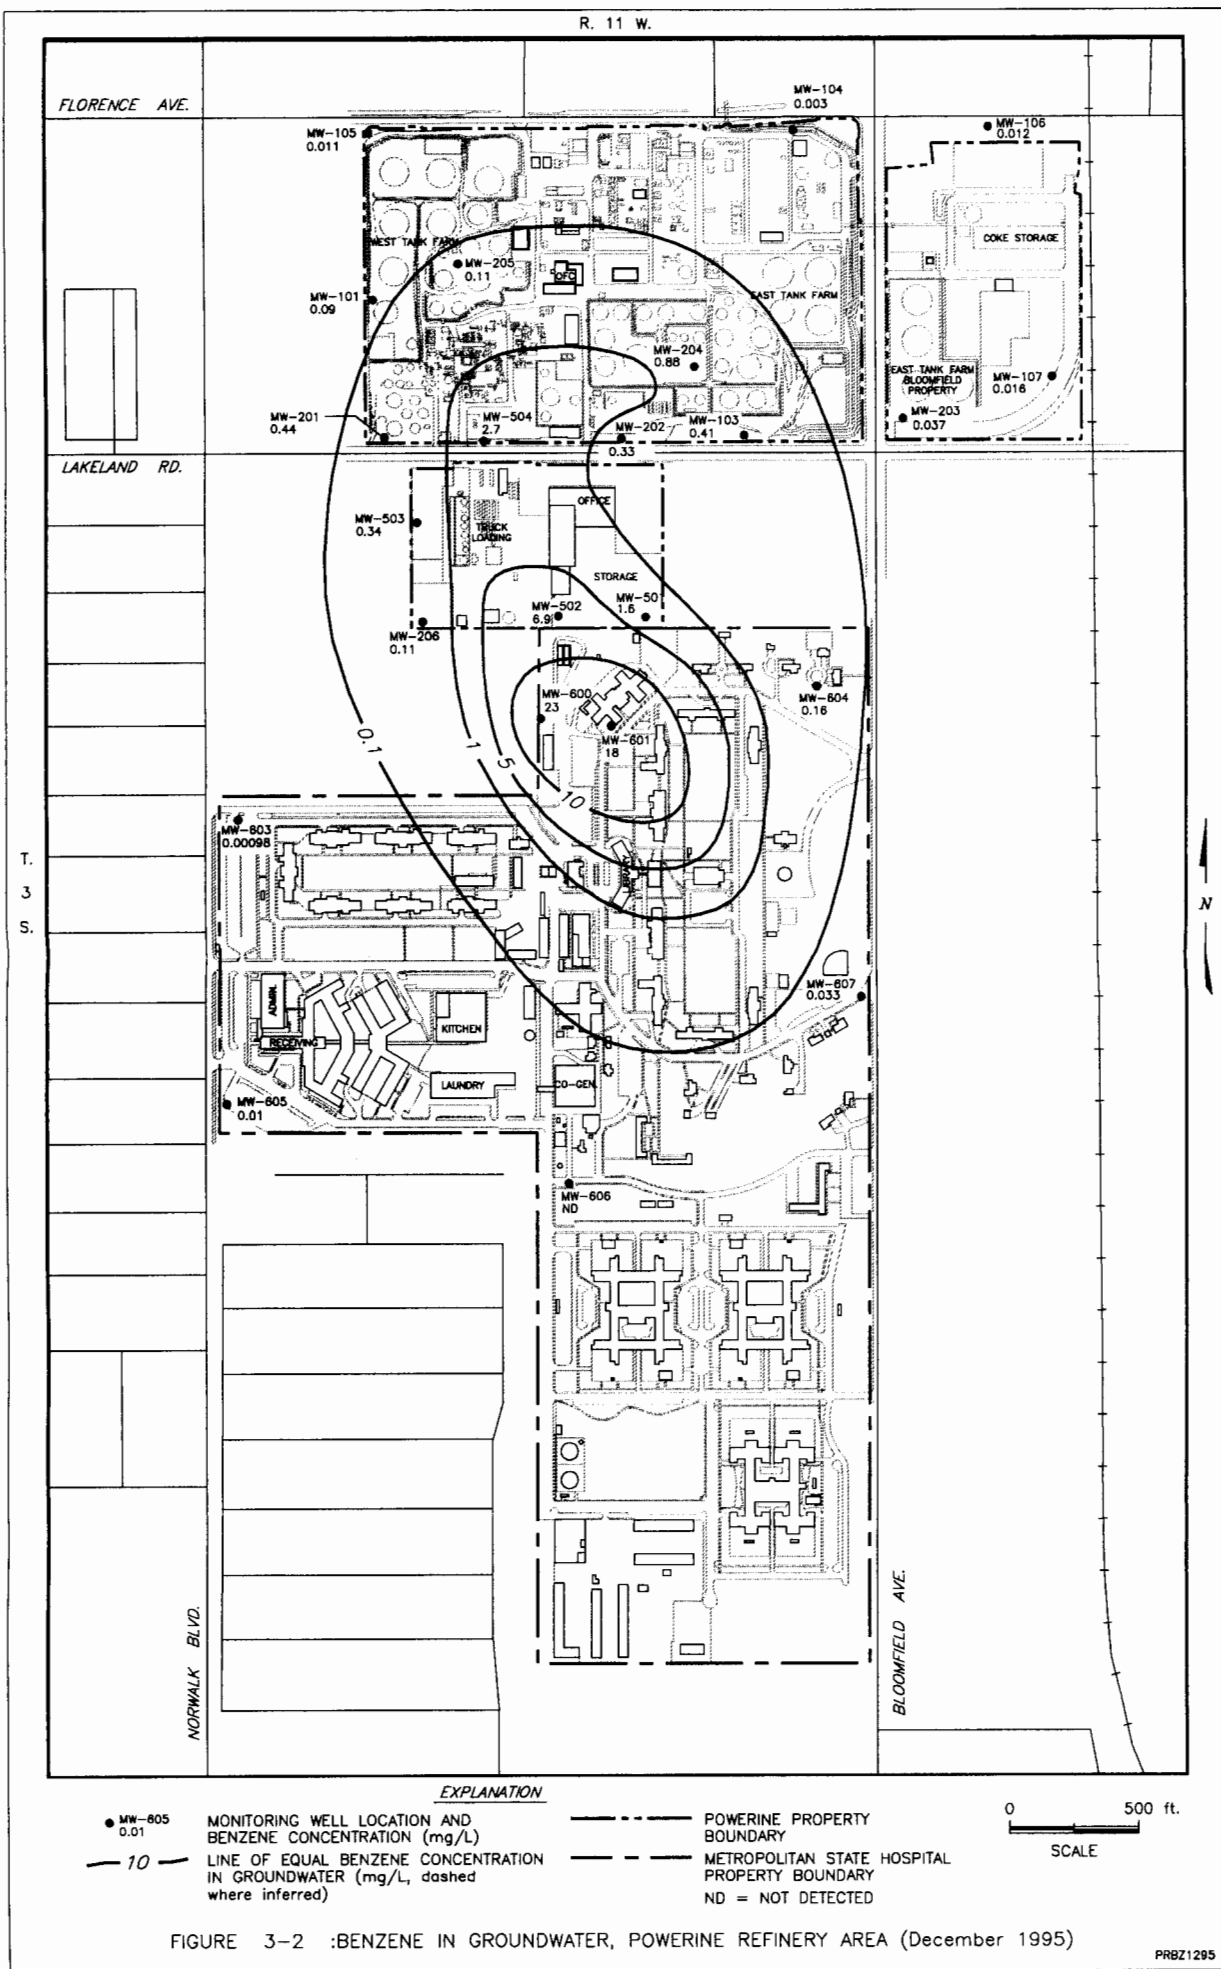 R. 11 W.
FLORENCE AVE.
MW-104
0.003
MW-105
0.011
MW-106
0.012
COKE STORAGE
WEST TANK FARM
MW-205
0.11
OFC
MW-101
0.09
EAST TANK FARM
MW-204
0.88
EAST TANK FARM
BLOOMFIELD
PROPERTY
MW-107
0.016
MW-201
0.44
MW-504
2.7
MW-202
0.33
MW-103
0.41
MW-203
0.037
LAKELAND RD.
OFFICE
MW-503
0.34
TRUCK
LOADING
STORAGE
MW-502
6.9
MW-501
1.6
MW-206
0.11
MW-600
23
MW-604
0.16
MW-601
18
0.1
1
5
10
MW-603
0.00098
T.
3
S.
LIBRARY
N
ADMIN.
RECEIVING
KITCHEN
MW-607
0.033
LAUNDRY
CO-GEN.
MW-605
0.01
MW-606
ND
NORWALK BLVD.
BLOOMFIELD AVE.
EXPLANATION
MW-605
0.01
MONITORING WELL LOCATION AND
BENZENE CONCENTRATION (mg/L)
10
LINE OF EQUAL BENZENE CONCENTRATION
IN GROUNDWATER (mg/L, dashed
where inferred)
POWERINE PROPERTY
BOUNDARY
METROPOLITAN STATE HOSPITAL
PROPERTY BOUNDARY
ND = NOT DETECTED
0 500 ft.
SCALE
FIGURE 3-2 :BENZENE IN GROUNDWATER, POWERINE REFINERY AREA (December 1995)
PRBZ1295